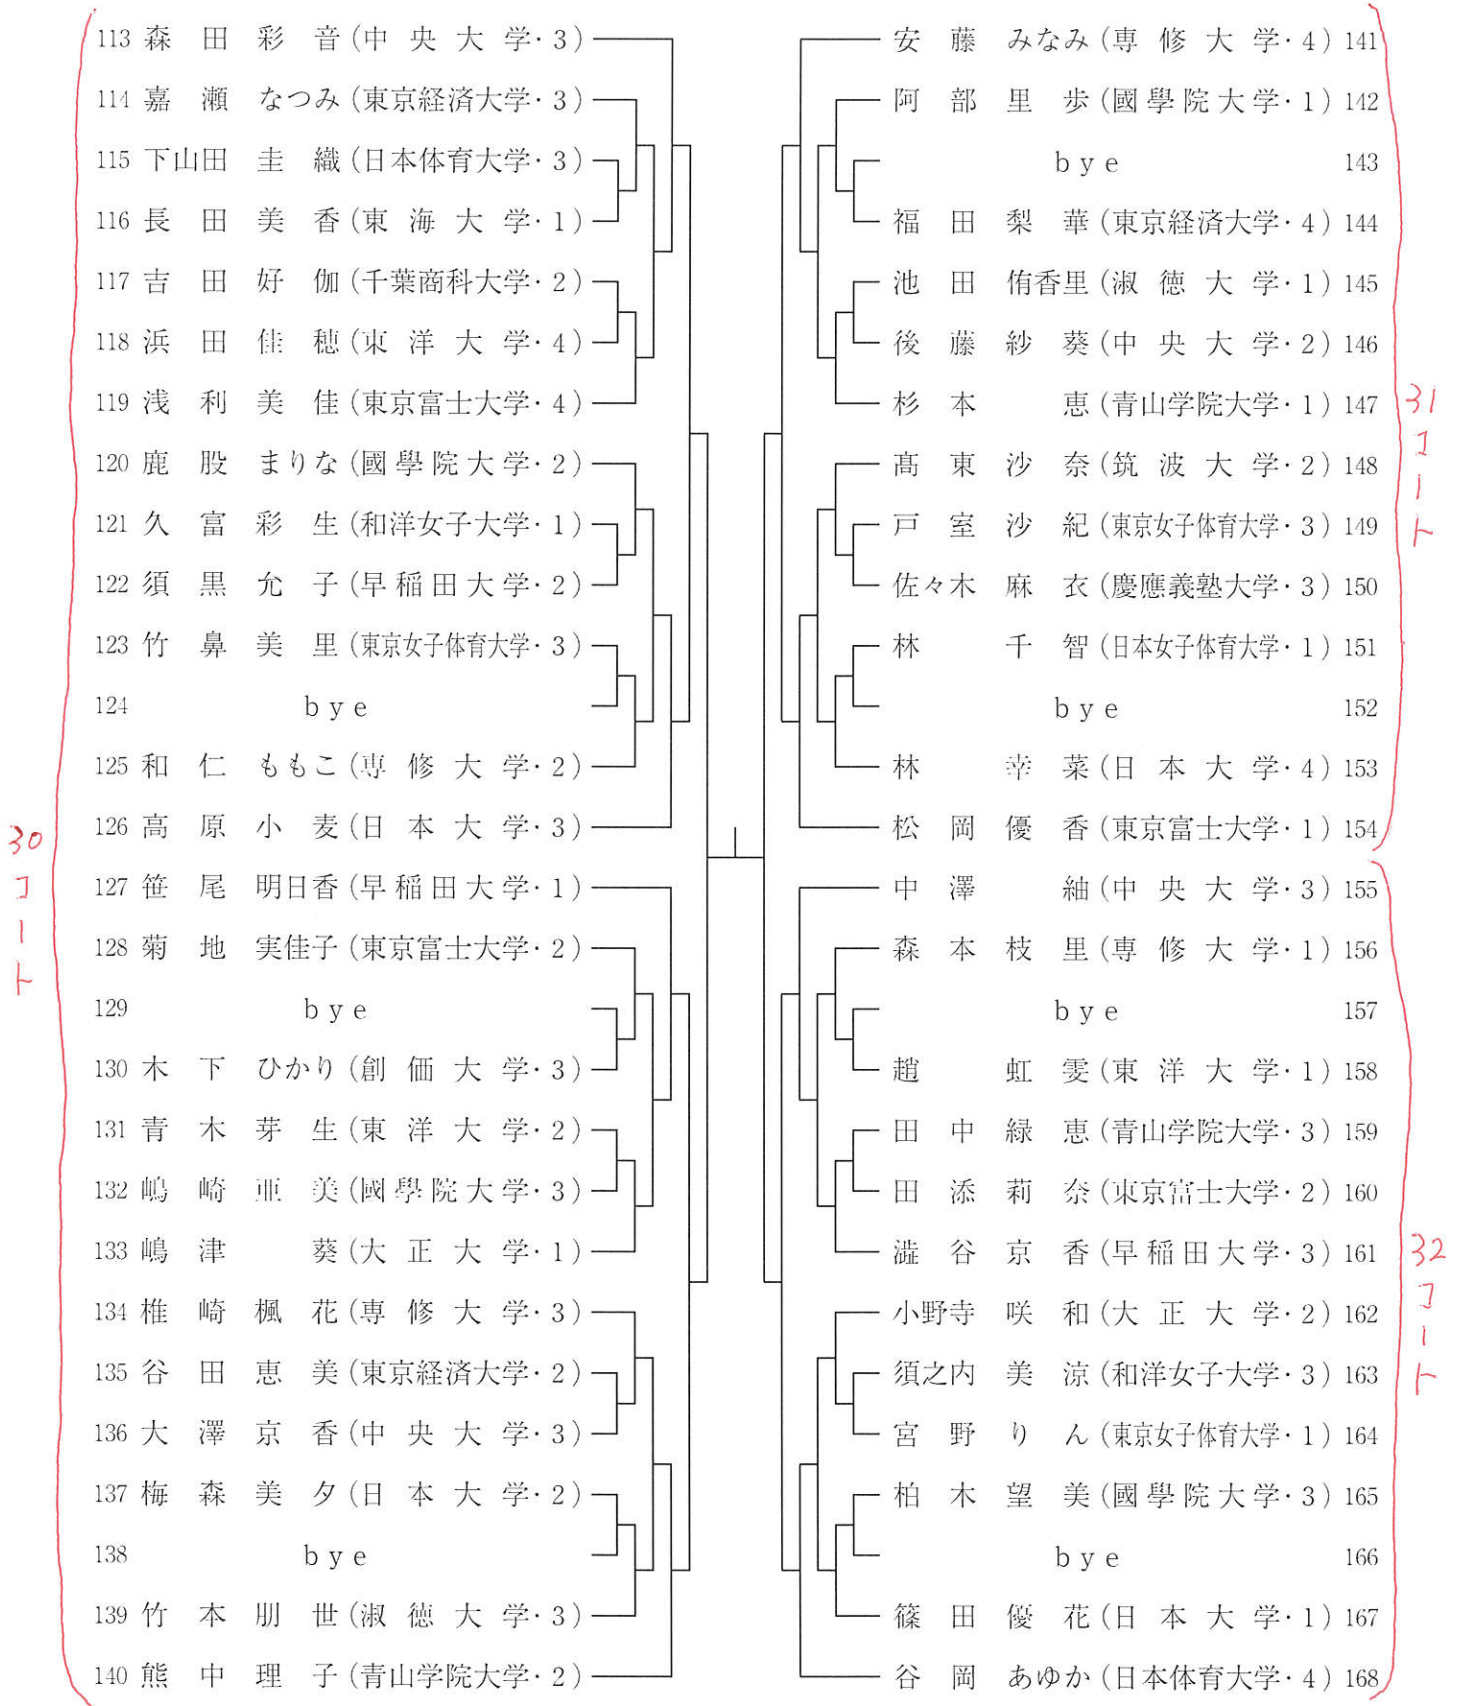 113 森田彩音(中央大学・3)
114 嘉瀬なつみ(東京経済大学・3)
115 下山田圭織(日本体育大学・3)
116 長田美香(東海大学・1)
117 吉田好伽(千葉商科大学・2)
118 浜田佳穂(東洋大学・4)
119 浅利美佳(東京富士大学・4)
120 鹿股まりな(國學院大学・2)
121 久富彩生(和洋女子大学・1)
122 須黒允子(早稲田大学・2)
123 竹鼻美里(東京女子体育大学・3)
124 bye
125 和仁ももこ(専修大学・2)
126 高原小麦(日本大学・3)
127 笹尾明日香(早稲田大学・1)
128 菊地実佳子(東京富士大学・2)
129 bye
130 木下ひかり(創価大学・3)
131 青木芽生(東洋大学・2)
132 嶋崎亜美(國學院大学・3)
133 嶋津葵(大正大学・1)
134 椎崎楓花(専修大学・3)
135 谷田恵美(東京経済大学・2)
136 大澤京香(中央大学・3)
137 梅森美夕(日本大学・2)
138 bye
139 竹本朋世(淑徳大学・3)
140 熊中理子(青山学院大学・2)
30コート
安藤みなみ(専修大学・4) 141
阿部里歩(國學院大学・1) 142
bye 143
福田梨華(東京経済大学・4) 144
池田侑香里(淑徳大学・1) 145
後藤紗葵(中央大学・2) 146
杉本恵(青山学院大学・1) 147
髙東沙奈(筑波大学・2) 148
戸室沙紀(東京女子体育大学・3) 149
佐々木麻衣(慶應義塾大学・3) 150
林千智(日本女子体育大学・1) 151
bye 152
林幸菜(日本大学・4) 153
松岡優香(東京富士大学・1) 154
中澤紬(中央大学・3) 155
森本枝里(専修大学・1) 156
bye 157
趙虹雯(東洋大学・1) 158
田中緑恵(青山学院大学・3) 159
田添莉奈(東京富士大学・2) 160
澁谷京香(早稲田大学・3) 161
小野寺咲和(大正大学・2) 162
須之内美涼(和洋女子大学・3) 163
宮野りん(東京女子体育大学・1) 164
柏木望美(國學院大学・3) 165
bye 166
篠田優花(日本大学・1) 167
谷岡あゆか(日本体育大学・4) 168
31コート
32コート